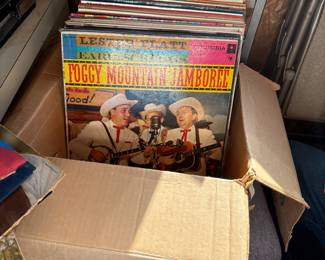 LESTER FLATT
COLUMBIA
EARL SCRUGGS
FOGGY MOUNTAIN JAMBOREE
Good!